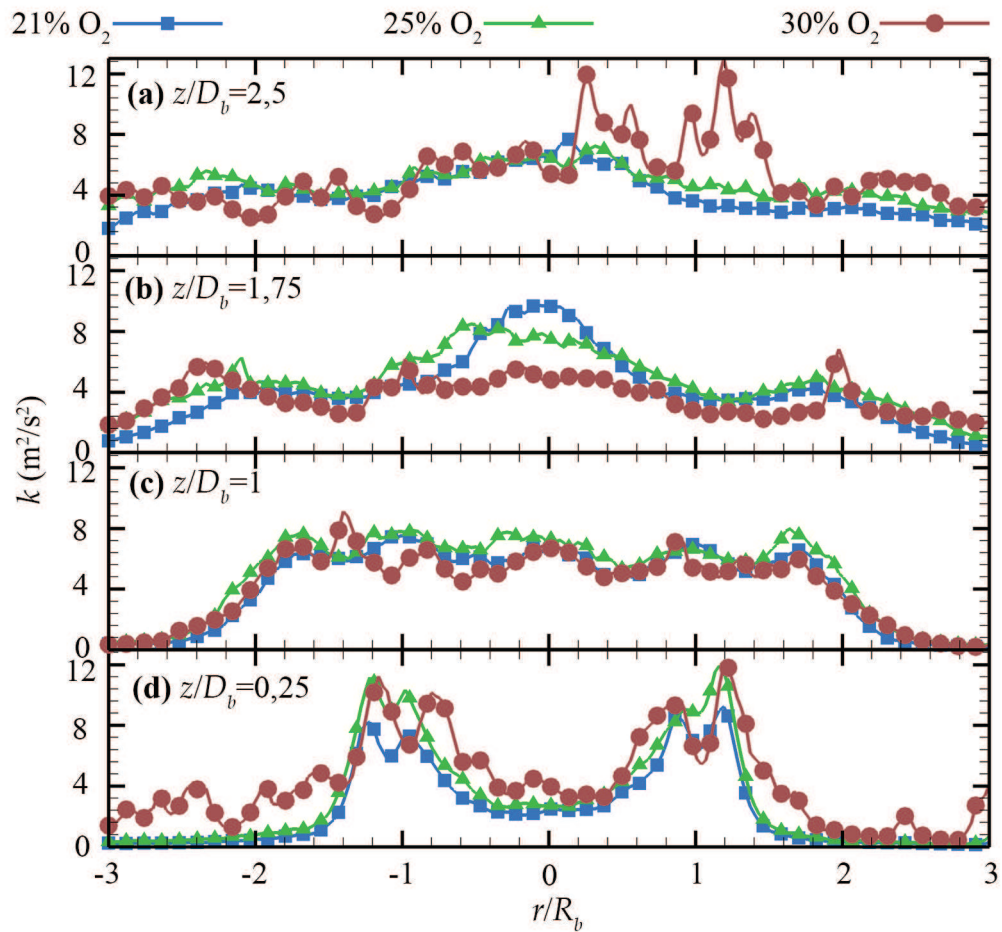 21% O2 25% O2 30% O2
12
(a) z/Db=2,5
8
4
0
12
(b) z/Db=1,75
8
4
0
12
(c) z/Db=1
8
4
0
12
(d) z/Db=0,25
8
4
0
k (m²/s²)
-3 -2 -1 0 1 2 3
r/Rb